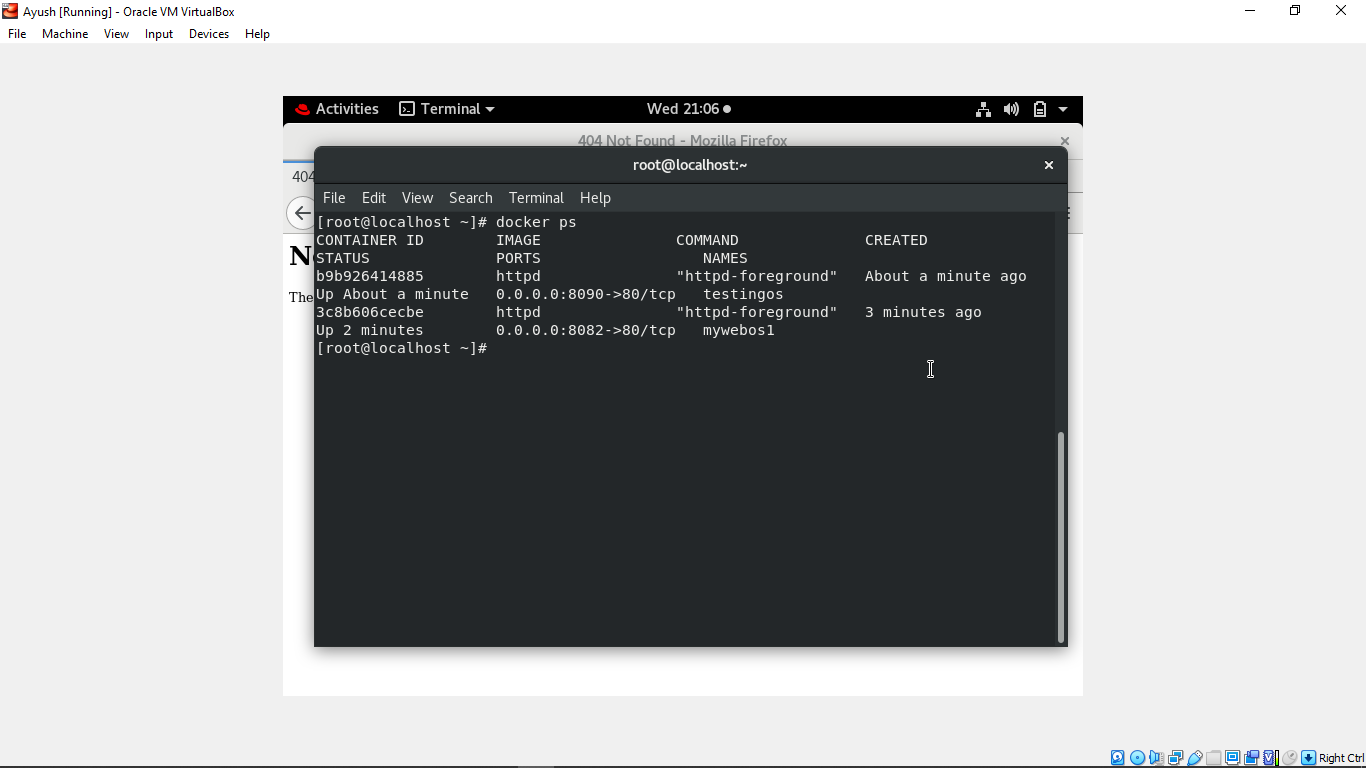 Ayush [Running] - Oracle VM VirtualBox
File Machine View Input Devices Help
Activities Terminal Wed 21:06
404 Not Found - Mozilla Firefox
404
root@localhost:~
File Edit View Search Terminal Help
[root@localhost ~]# docker ps
CONTAINER ID        IMAGE               COMMAND              CREATED
STATUS              PORTS                  NAMES
b9b926414885        httpd               "httpd-foreground"   About a minute ago
Up About a minute   0.0.0.0:8090->80/tcp   testingos
3c8b606cecbe        httpd               "httpd-foreground"   3 minutes ago
Up 2 minutes        0.0.0.0:8082->80/tcp   mywebos1
[root@localhost ~]#
The
Right Ctrl